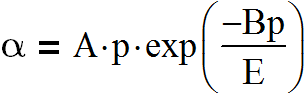 α = A·p·exp(−Bp/E)